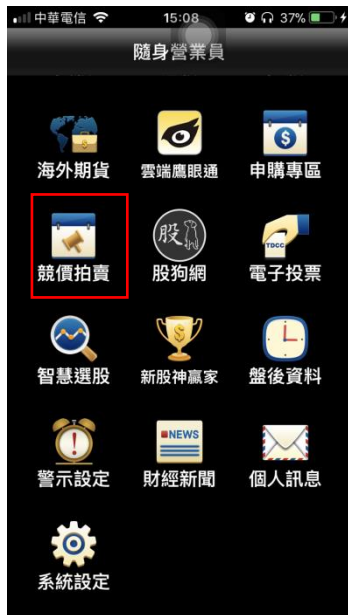 中華電信 15:08 37%
隨身營業員
海外期貨 雲端鷹眼通 申購專區
$
競價拍賣 股狗網 電子投票
股 TDCC
智慧選股 新股神贏家 盤後資料
NEWS
警示設定 財經新聞 個人訊息
系統設定